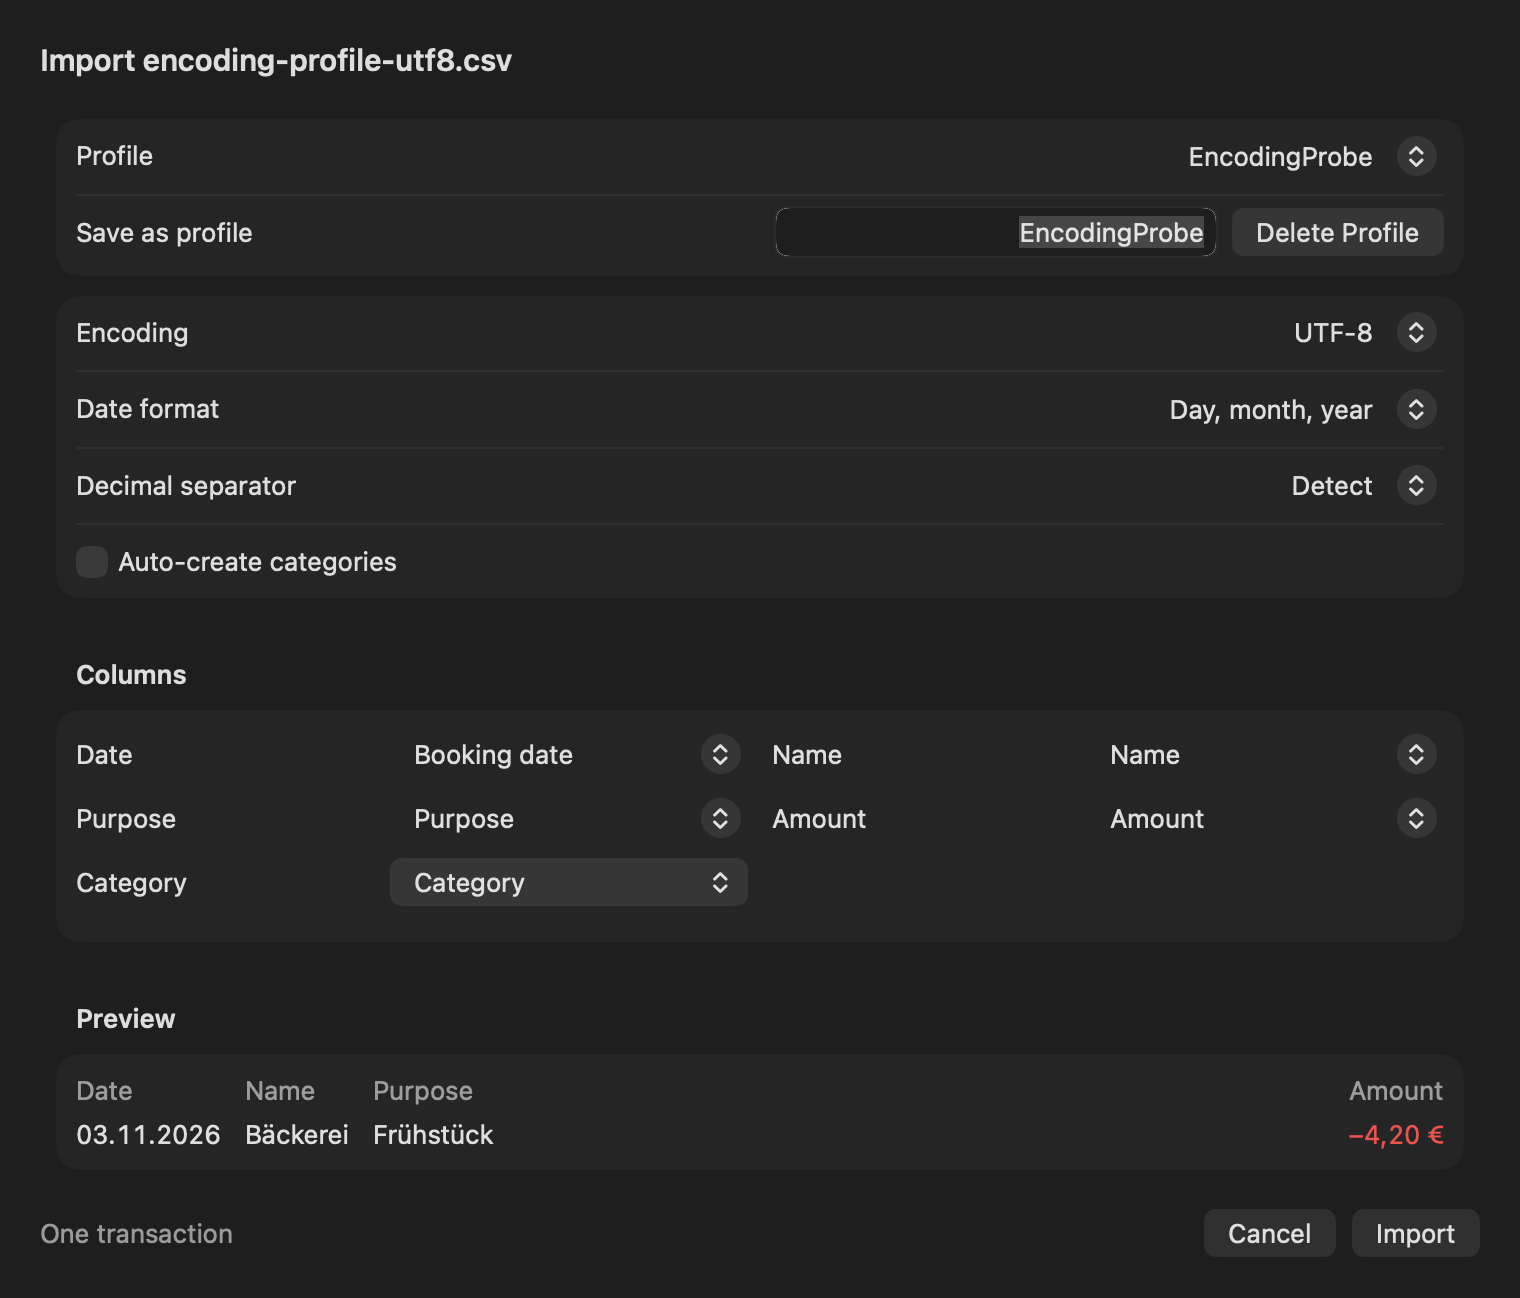 Import encoding-profile-utf8.csv
Profile EncodingProbe
Save as profile EncodingProbe Delete Profile
Encoding UTF-8
Date format Day, month, year
Decimal separator Detect
Auto-create categories
Columns
Date Booking date Name Name
Purpose Purpose Amount Amount
Category Category
Preview
Date Name Purpose Amount
03.11.2026 Bäckerei Frühstück −4,20 €
One transaction Cancel Import